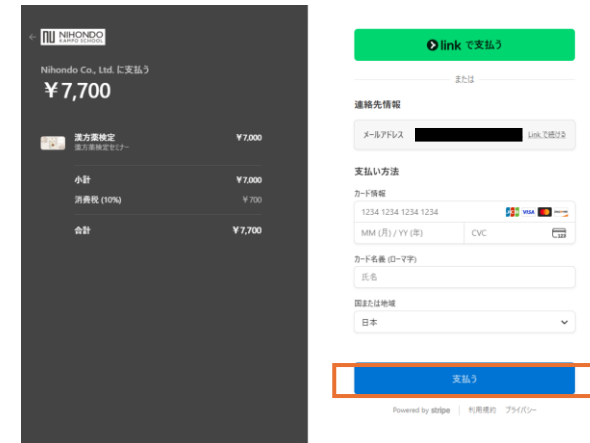 ← NU NIHONDO
KAMPO SCHOOL
Nihondo Co., Ltd. に支払う
¥7,700
漢方薬検定 ¥7,000
漢方薬検定セミナー
小計 ¥7,000
消費税 (10%) ¥700
合計 ¥7,700
link で支払う
または
連絡先情報
メールアドレス Link で続ける
支払い方法
カード情報
1234 1234 1234 1234 JCB VISA
MM (月) / YY (年) CVC
カード名義 (ローマ字)
氏名
国または地域
日本
支払う
Powered by stripe | 利用規約 プライバシー